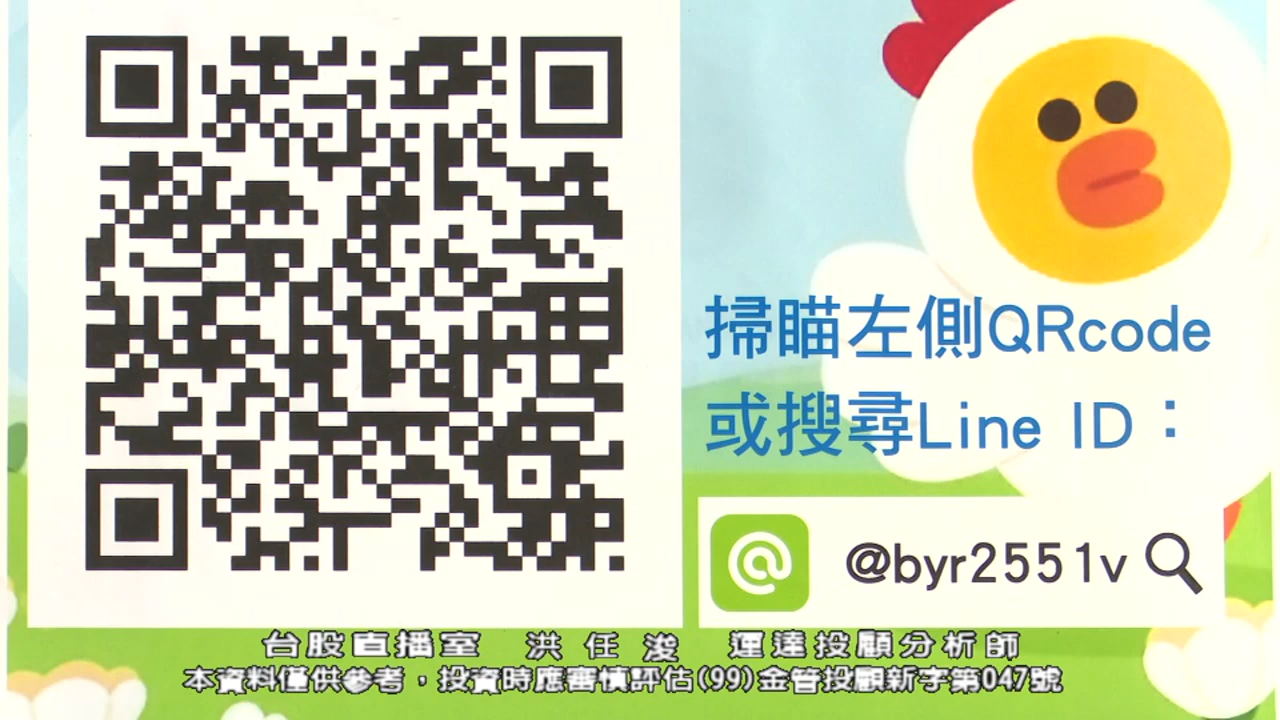 掃瞄左側QRcode
或搜尋Line ID：
@byr2551v
台股直播室 洪任浚 運達投顧分析師
本資料僅供參考，投資時應審慎評估(99)金管投顧新字第047號